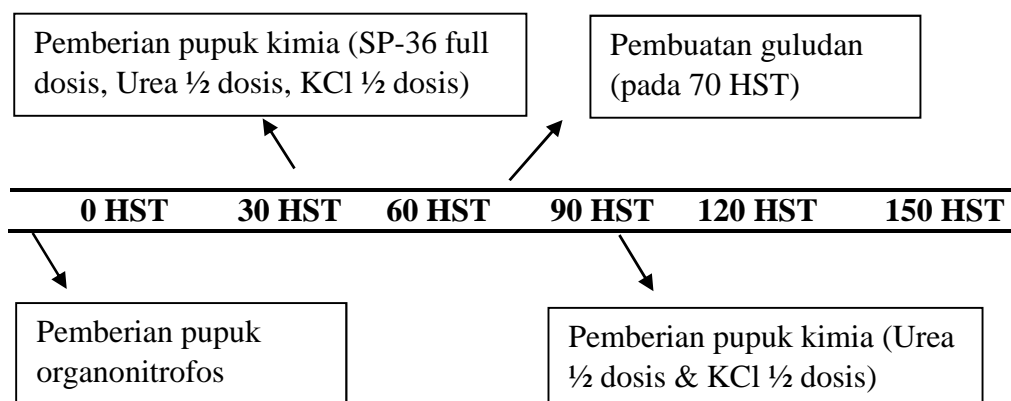 Pemberian pupuk kimia (SP-36 full
dosis, Urea ½ dosis, KCl ½ dosis)
Pembuatan guludan
(pada 70 HST)
0 HST 30 HST 60 HST 90 HST 120 HST 150 HST
Pemberian pupuk
organonitrofos
Pemberian pupuk kimia (Urea
½ dosis & KCl ½ dosis)